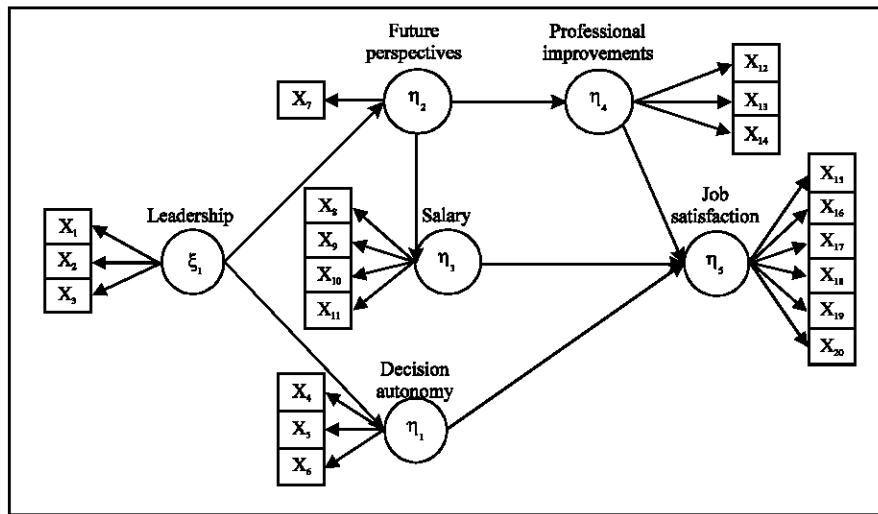 Future
perspectives
Professional
improvements
X₇
η₂
η₄
X₁₂
X₁₃
X₁₄
Leadership
X₁
X₂
X₃
ξ₁
X₈
X₉
X₁₀
X₁₁
Salary
η₃
Job
satisfaction
η₅
X₁₅
X₁₆
X₁₇
X₁₈
X₁₉
X₂₀
Decision
autonomy
X₄
X₅
X₆
η₁